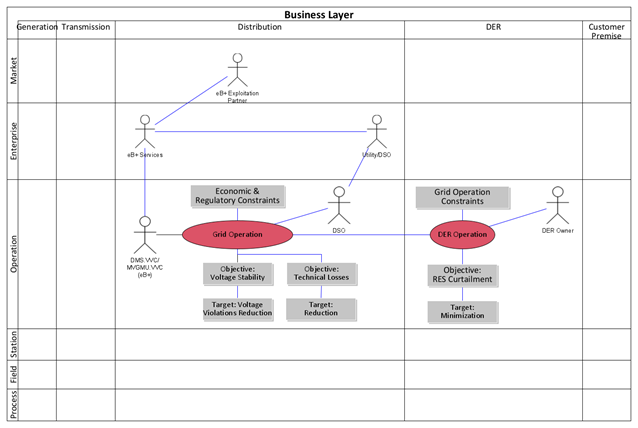 Business Layer
Generation
Transmission
Distribution
DER
Customer
Premise
Market
eB+ Exploitation
Partner
Enterprise
eB+ Services
Utility/DSO
Operation
Economic &
Regulatory Constraints
Grid Operation
Constraints
DSO
DER Owner
Grid Operation
DER Operation
DMS.VVC/
MVGMU.VVC
(eB+)
Objective:
Voltage Stability
Objective:
Technical Losses
Objective:
RES Curtailment
Target: Voltage
Violations Reduction
Target:
Reduction
Target:
Minimization
Station
Field
Process